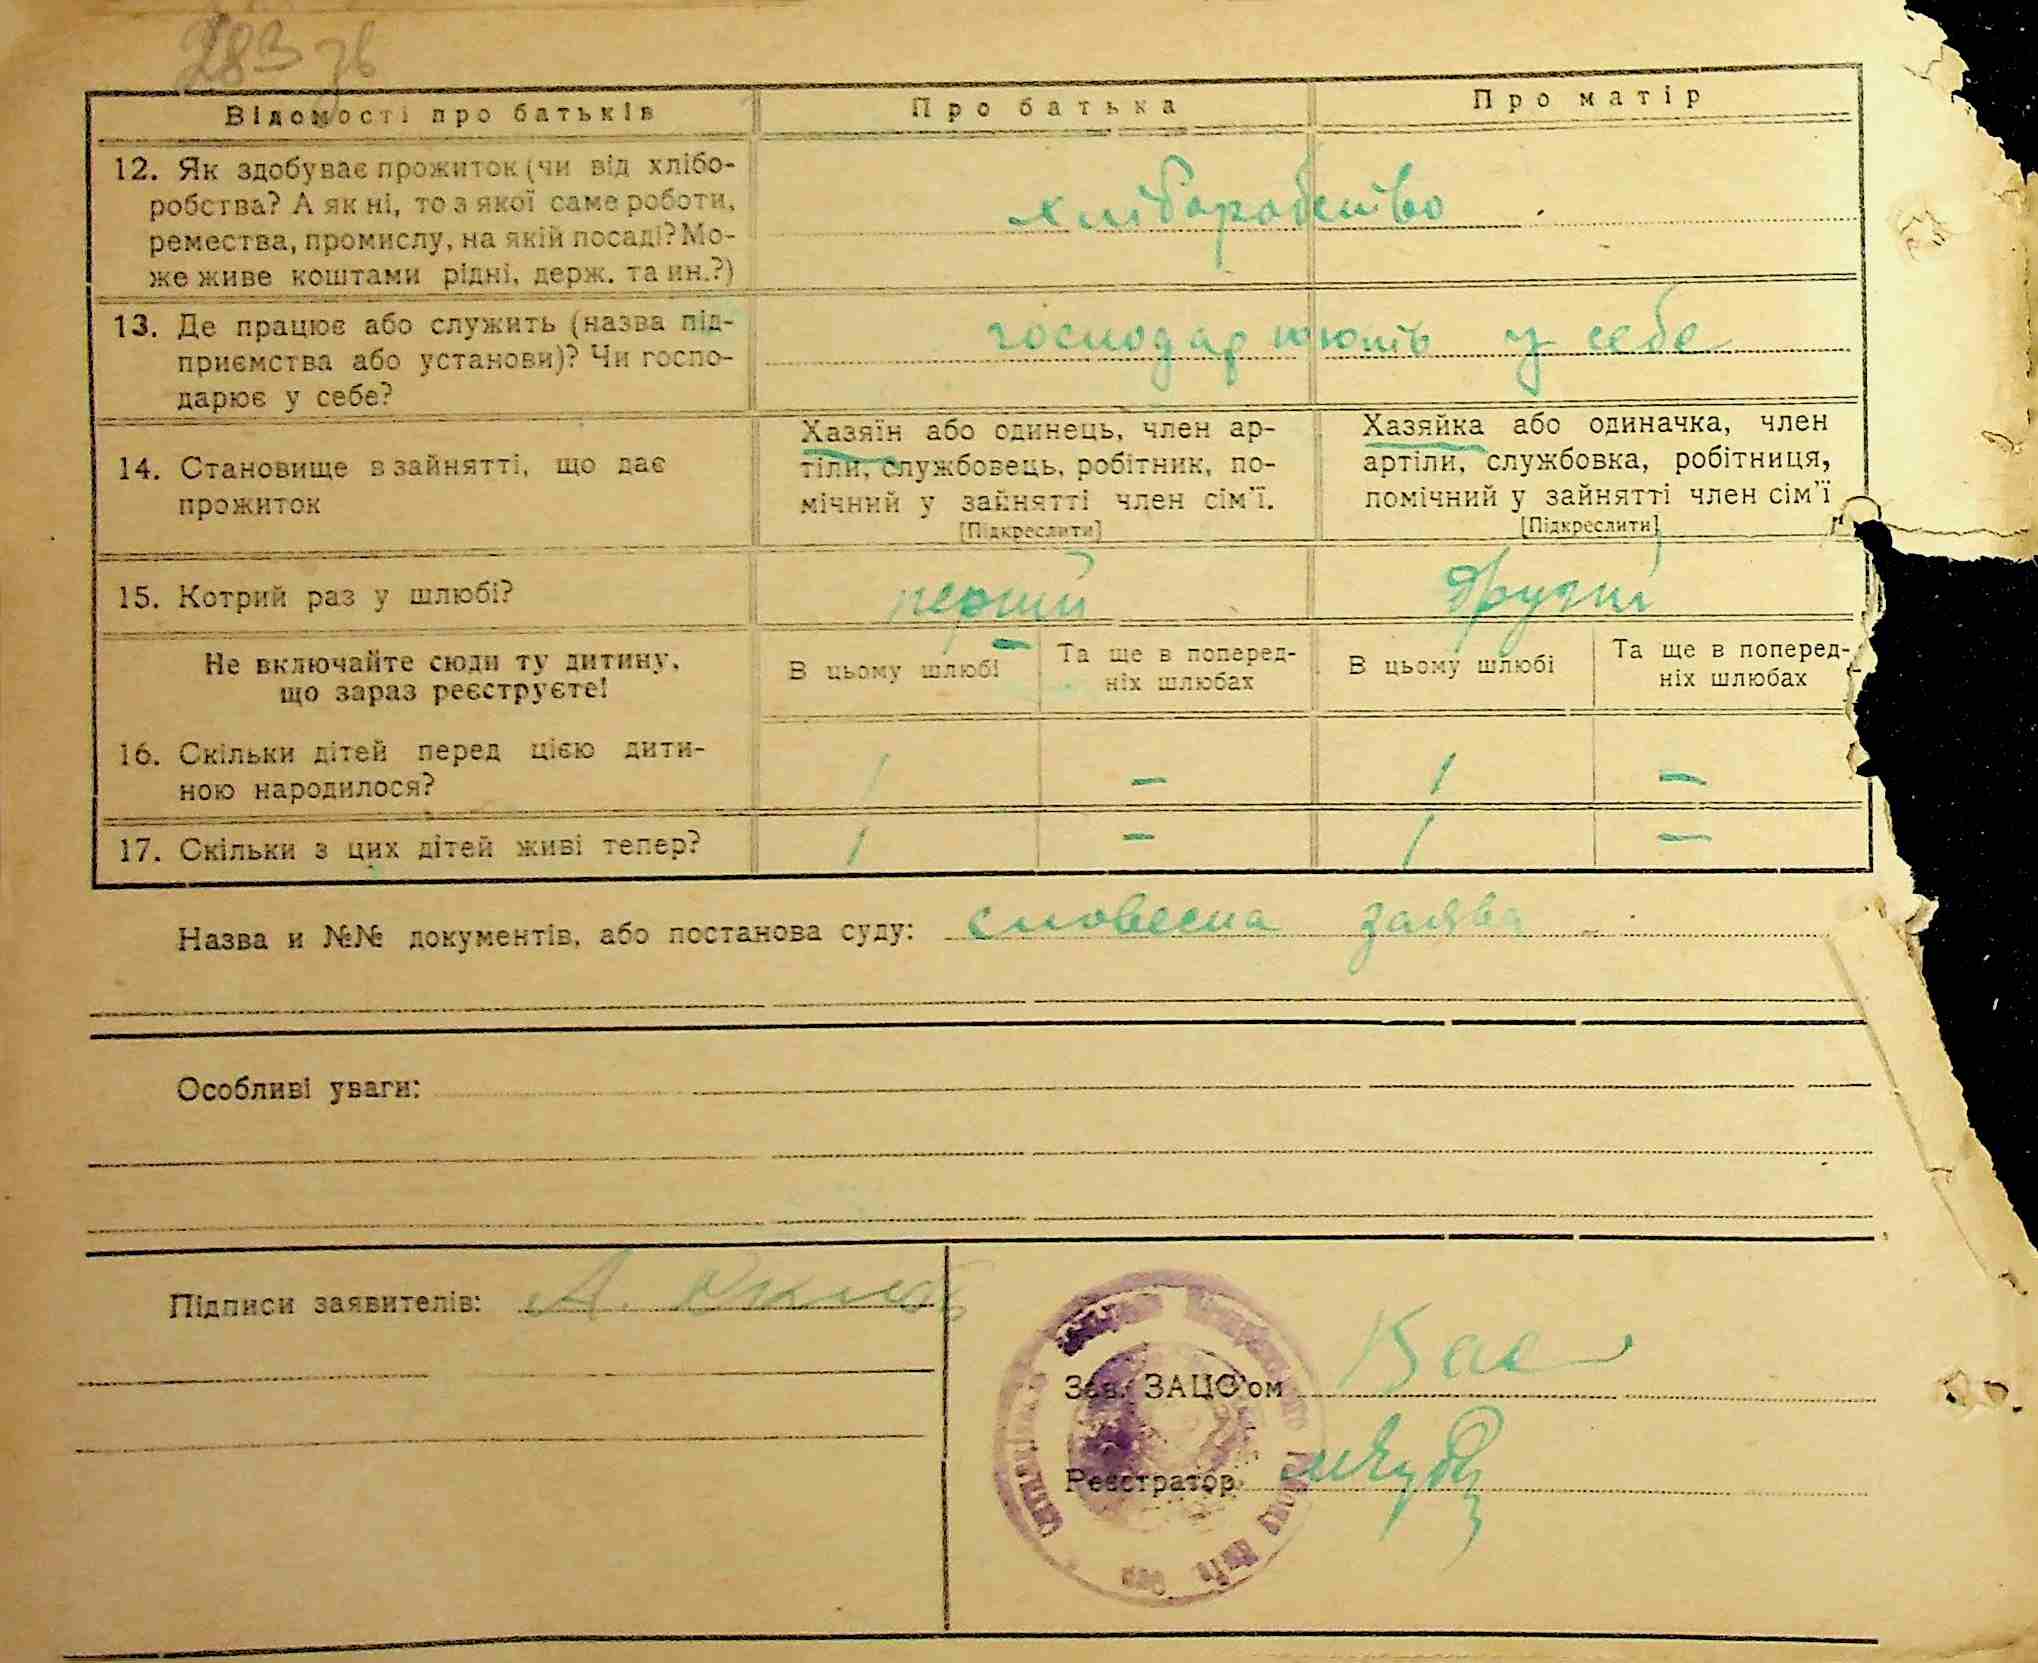 283 зв
Відомості про батьків
Про батька
Про матір
12. Як здобуває прожиток (чи від хлібо-
робства? А як ні, то з якої саме роботи,
ремества, промислу, на якій посаді? Мо-
же живе коштами рідні, держ. та ин.?)
хліборобство
13. Де працює або служить (назва під-
приємства або установи)? Чи госпо-
дарює у себе?
господарюють у себе
14. Становище в зайнятті, що дає
прожиток
Хазяїн або одинець, член ар-
тіли, службовець, робітник, по-
мічний у зайнятті член сім'ї.
[Підкреслити]
Хазяйка або одиначка, член
артіли, службовка, робітниця,
помічний у зайнятті член сім'ї
[Підкреслити]
15. Котрий раз у шлюбі?
перший
другий
Не включайте сюди ту дитину,
що зараз реєструєте!
В цьому шлюбі
Та ще в поперед-
ніх шлюбах
В цьому шлюбі
Та ще в поперед-
ніх шлюбах
16. Скільки дітей перед цією дити-
ною народилося?
1 - 1 -
17. Скільки з цих дітей живі тепер?
1 - 1 -
Назва и №№ документів, або постанова суду: словесна заява
Особливі уваги:
Підписи заявителів: А.
Зав. ЗАЦС'ом
Реєстратор